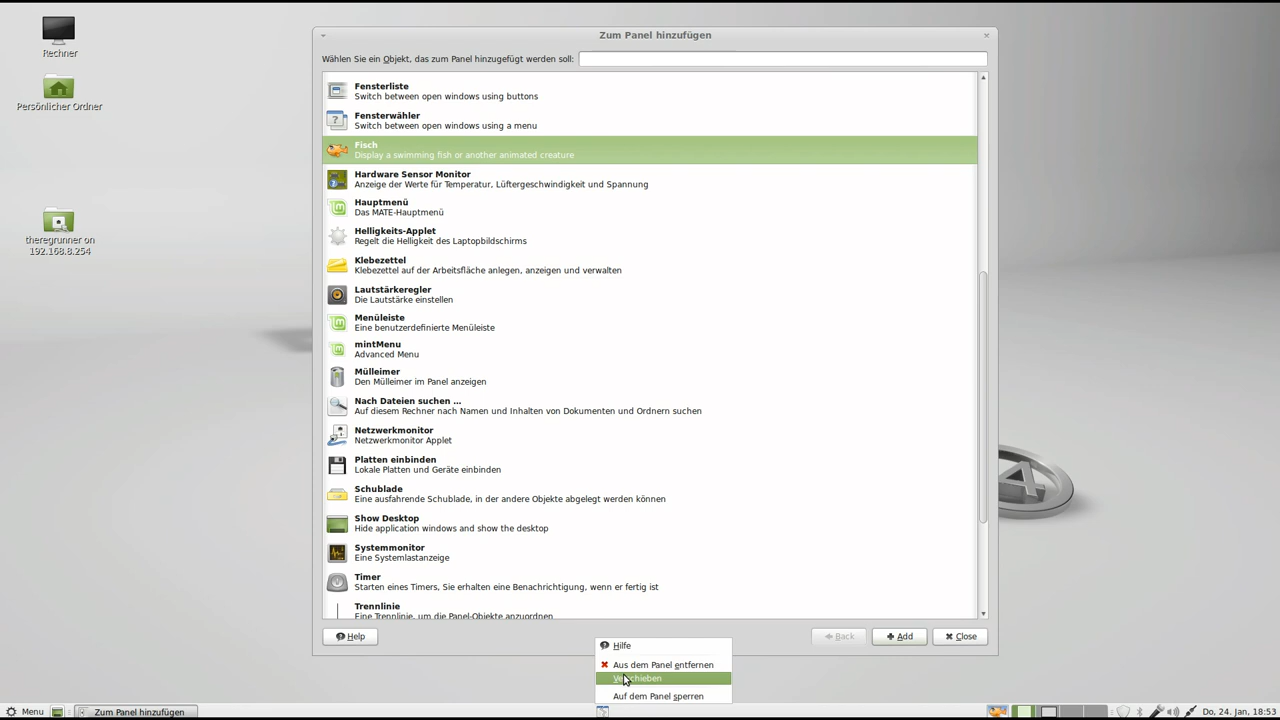 Rechner
Persönlicher Ordner
theregrunner on
192.168.8.254
Zum Panel hinzufügen
Wählen Sie ein Objekt, das zum Panel hinzugefügt werden soll:
Fensterliste
Switch between open windows using buttons
Fensterwähler
Switch between open windows using a menu
Fisch
Display a swimming fish or another animated creature
Hardware Sensor Monitor
Anzeige der Werte für Temperatur, Lüftergeschwindigkeit und Spannung
Hauptmenü
Das MATE-Hauptmenü
Helligkeits-Applet
Regelt die Helligkeit des Laptopbildschirms
Klebezettel
Klebezettel auf der Arbeitsfläche anlegen, anzeigen und verwalten
Lautstärkeregler
Die Lautstärke einstellen
Menüleiste
Eine benutzerdefinierte Menüleiste
mintMenu
Advanced Menu
Mülleimer
Den Mülleimer im Panel anzeigen
Nach Dateien suchen ...
Auf diesem Rechner nach Namen und Inhalten von Dokumenten und Ordnern suchen
Netzwerkmonitor
Netzwerkmonitor Applet
Platten einbinden
Lokale Platten und Geräte einbinden
Schublade
Eine ausfahrende Schublade, in der andere Objekte abgelegt werden können
Show Desktop
Hide application windows and show the desktop
Systemmonitor
Eine Systemlastanzeige
Timer
Starten eines Timers, Sie erhalten eine Benachrichtigung, wenn er fertig ist
Trennlinie
Eine Trennlinie, um die Panel-Objekte anzuordnen
Help
Back
Add
Close
Hilfe
Aus dem Panel entfernen
Verschieben
Auf dem Panel sperren
Menu
Zum Panel hinzufügen
Do, 24. Jan, 18:53